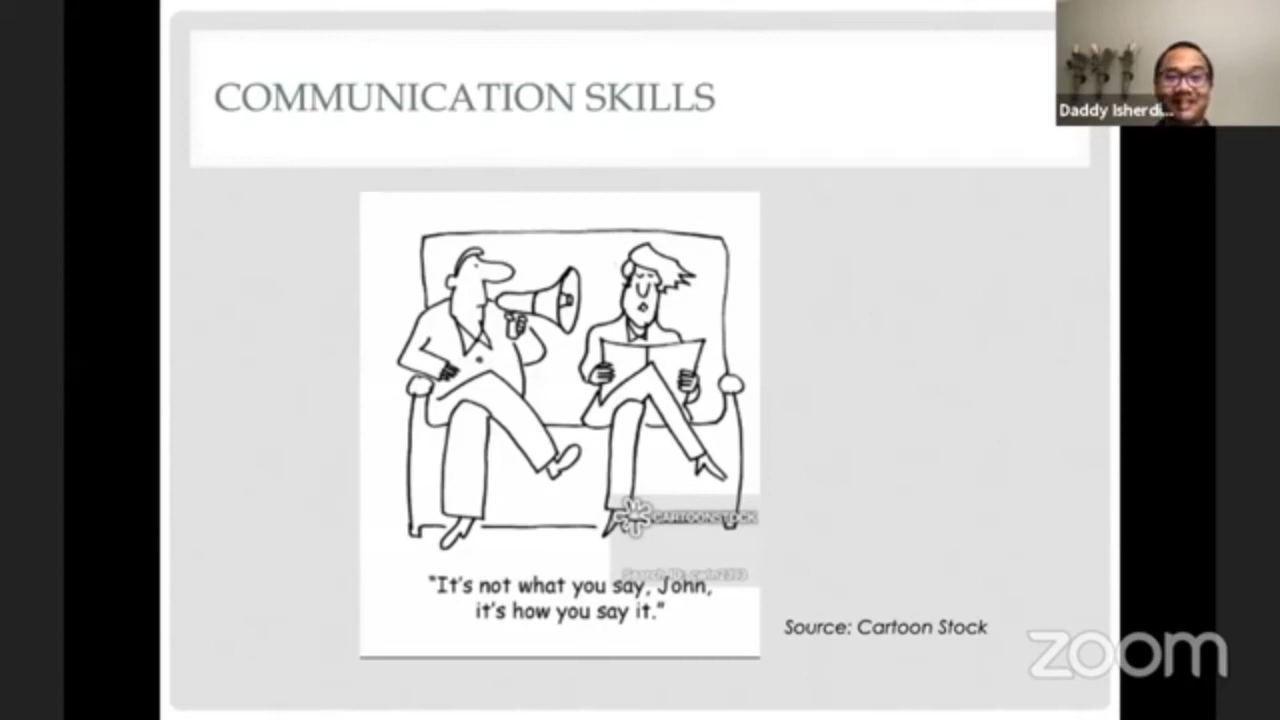 COMMUNICATION SKILLS
Daddy Isherdi...
CARTOONSTOCK
"It's not what you say, John,
it's how you say it."
Source: Cartoon Stock
zoom